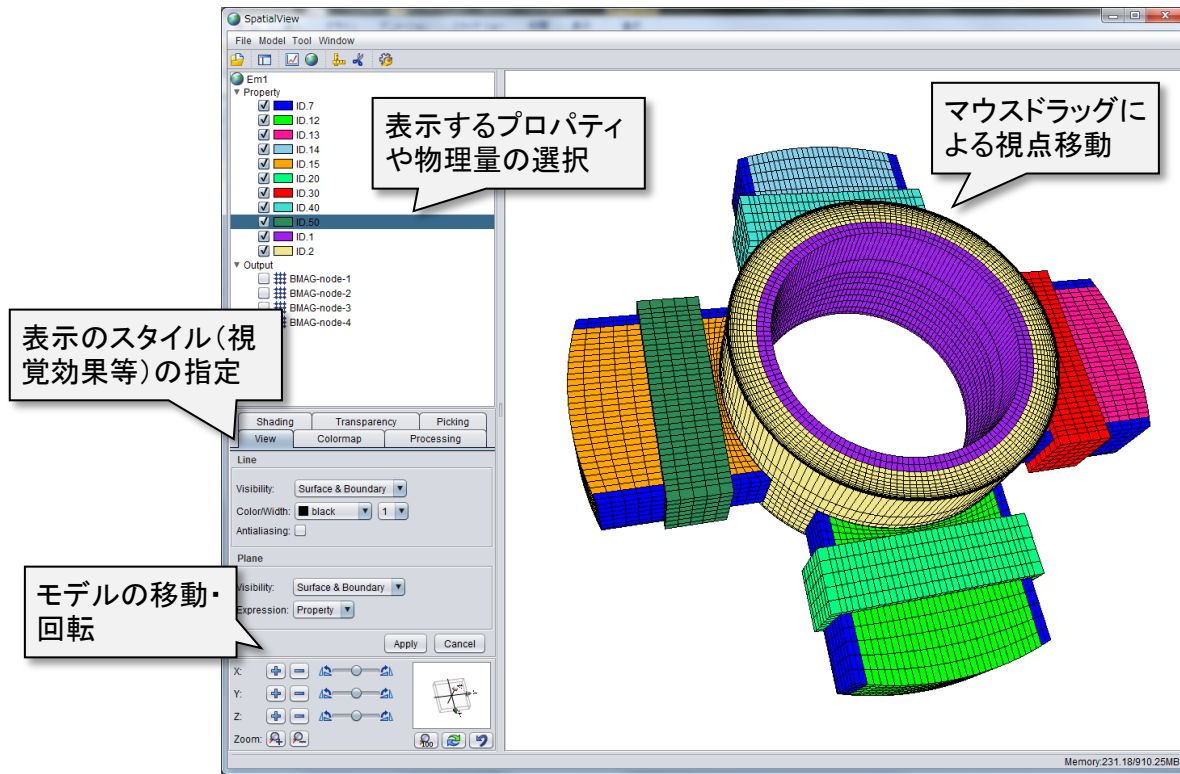 SpatialView
File Model Tool Window
Em1
Property
ID.7
ID.12
ID.13
ID.14
ID.15
ID.20
ID.30
ID.40
ID.50
ID.1
ID.2
Output
BMAG-node-1
BMAG-node-2
BMAG-node-3
BMAG-node-4
表示するプロパティ
や物理量の選択
マウスドラッグに
よる視点移動
表示のスタイル（視
覚効果等）の指定
Shading Transparency Picking
View Colormap Processing
Line
Visibility: Surface & Boundary
Color/Width: black 1
Antialiasing:
Plane
Visibility: Surface & Boundary
Expression: Property
モデルの移動・
回転
Apply Cancel
X:
Y:
Z:
Zoom:
100
Memory:231.18/910.25MB